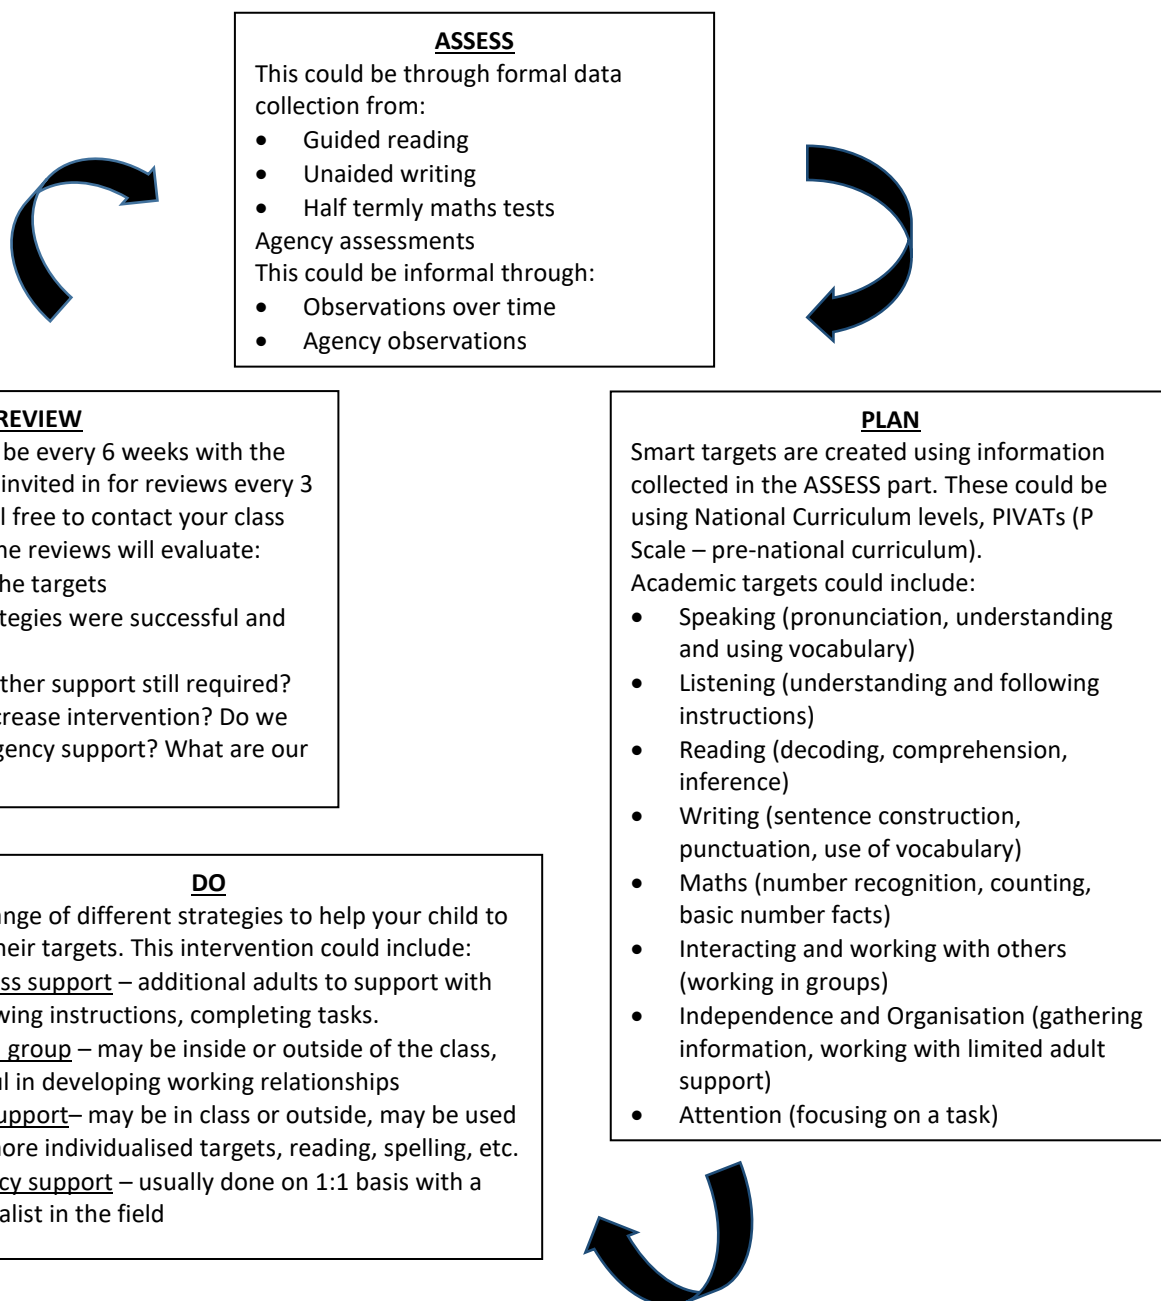 ASSESS
This could be through formal data
collection from:
• Guided reading
• Unaided writing
• Half termly maths tests
Agency assessments
This could be informal through:
• Observations over time
• Agency observations
REVIEW
be every 6 weeks with the
invited in for reviews every 3
l free to contact your class
he reviews will evaluate:
he targets
tegies were successful and
ther support still required?
crease intervention? Do we
gency support? What are our
PLAN
Smart targets are created using information
collected in the ASSESS part. These could be
using National Curriculum levels, PIVATs (P
Scale – pre-national curriculum).
Academic targets could include:
• Speaking (pronunciation, understanding
and using vocabulary)
• Listening (understanding and following
instructions)
• Reading (decoding, comprehension,
inference)
• Writing (sentence construction,
punctuation, use of vocabulary)
• Maths (number recognition, counting,
basic number facts)
• Interacting and working with others
(working in groups)
• Independence and Organisation (gathering
information, working with limited adult
support)
• Attention (focusing on a task)
DO
ange of different strategies to help your child to
heir targets. This intervention could include:
ss support – additional adults to support with
wing instructions, completing tasks.
group – may be inside or outside of the class,
ul in developing working relationships
upport– may be in class or outside, may be used
ore individualised targets, reading, spelling, etc.
cy support – usually done on 1:1 basis with a
alist in the field